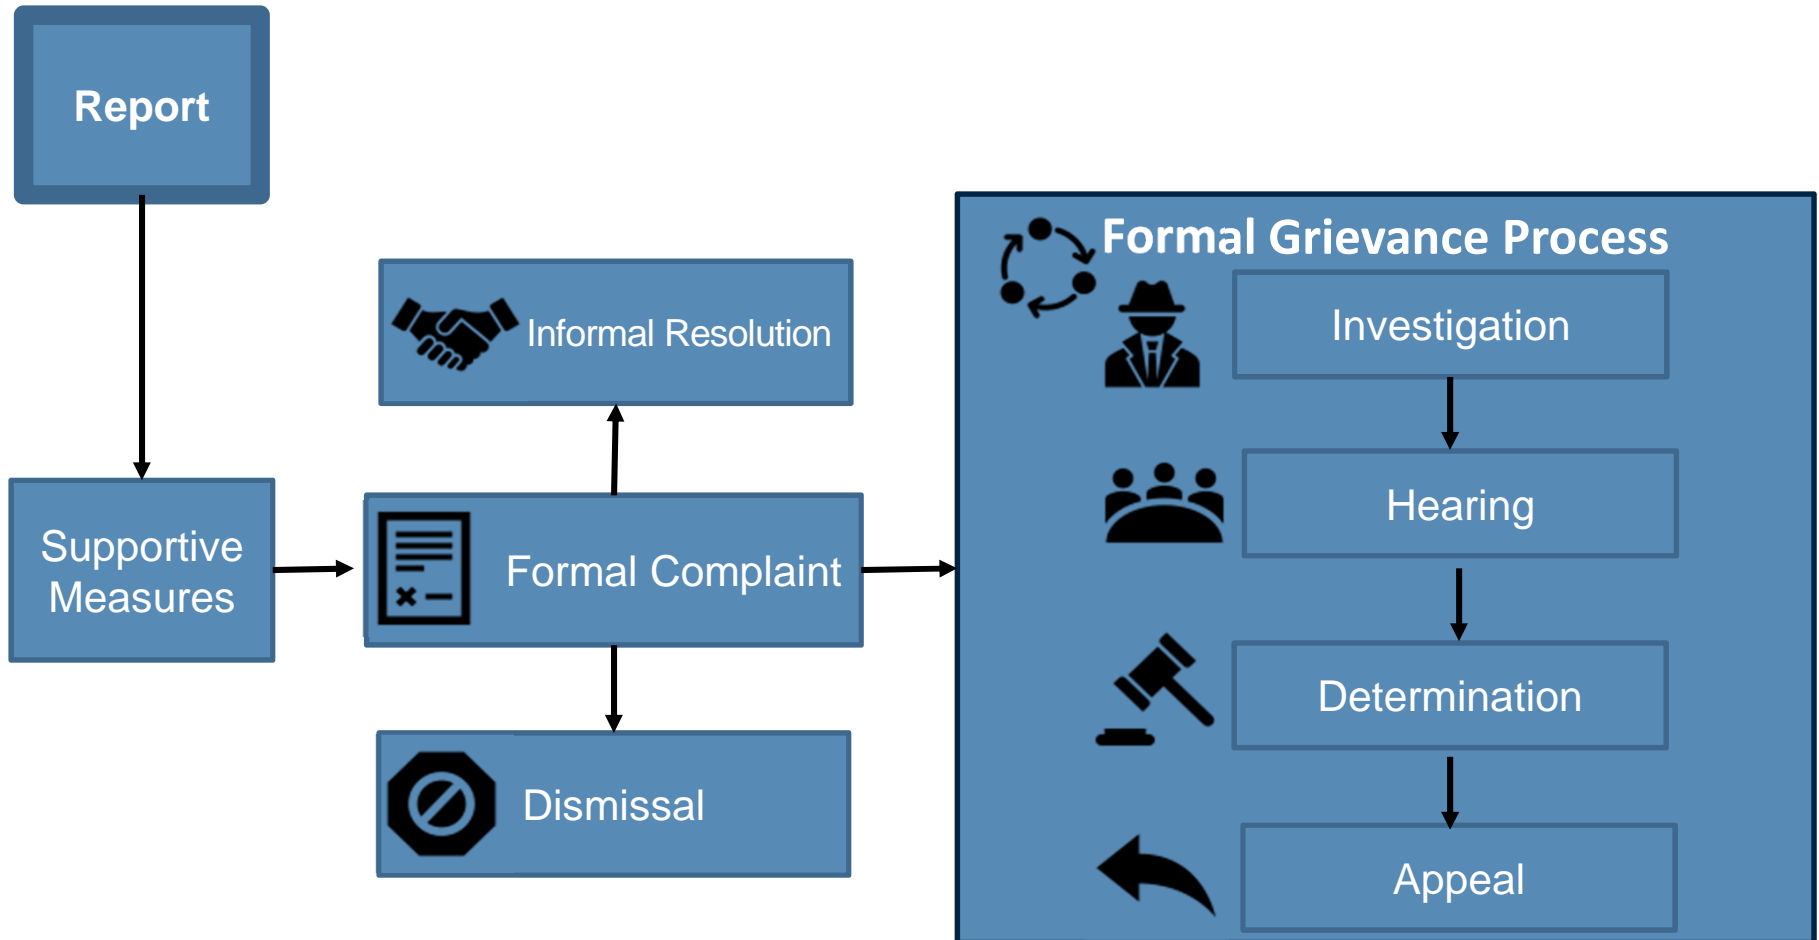 Report
Supportive
Measures
Informal Resolution
Formal Complaint
Dismissal
Formal Grievance Process
Investigation
Hearing
Determination
Appeal